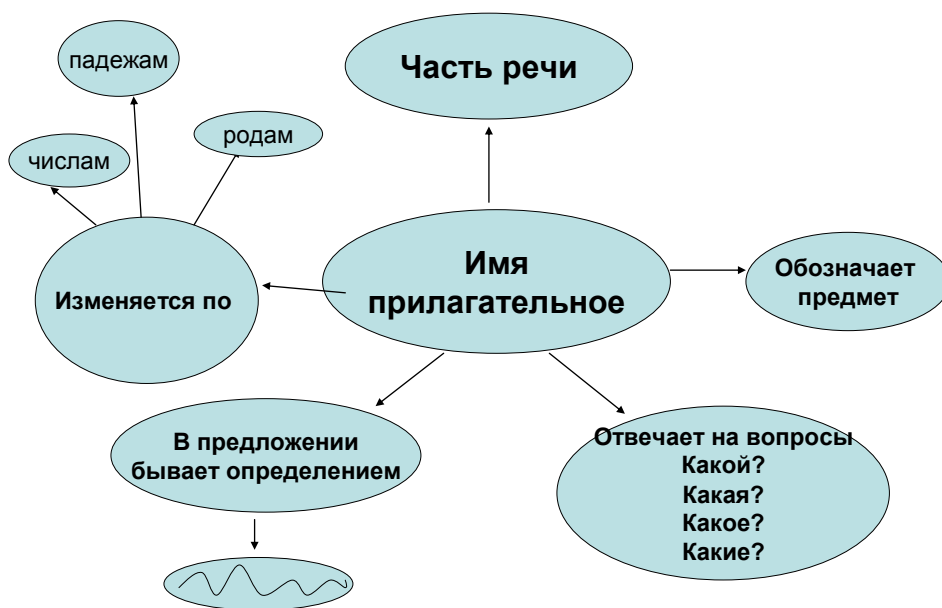 падежам
Часть речи
родам
числам
Имя
прилагательное
Обозначает
предмет
Изменяется по
В предложении
бывает определением
Отвечает на вопросы
Какой?
Какая?
Какое?
Какие?